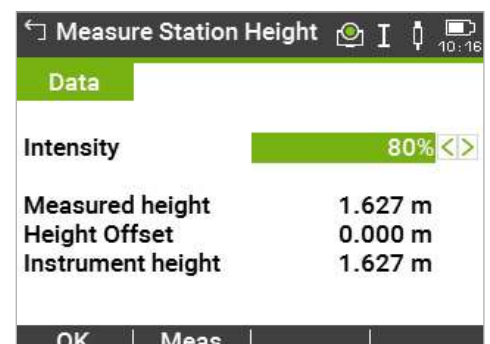 Measure Station Height
10:16
Data
Intensity 80%
Measured height 1.627 m
Height Offset 0.000 m
Instrument height 1.627 m
OK Meas